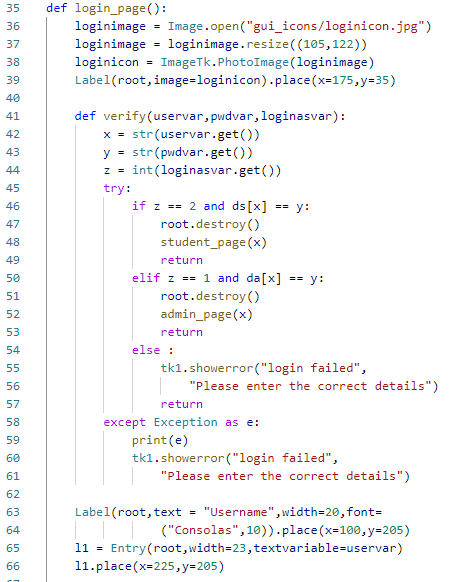 35 def login_page():
36     loginimage = Image.open("gui_icons/loginicon.jpg")
37     loginimage = loginimage.resize((105,122))
38     loginicon = ImageTk.PhotoImage(loginimage)
39     Label(root,image=loginicon).place(x=175,y=35)
40
41     def verify(uservar,pwdvar,loginasvar):
42         x = str(uservar.get())
43         y = str(pwdvar.get())
44         z = int(loginasvar.get())
45         try:
46             if z == 2 and ds[x] == y:
47                 root.destroy()
48                 student_page(x)
49                 return
50             elif z == 1 and da[x] == y:
51                 root.destroy()
52                 admin_page(x)
53                 return
54             else :
55                 tk1.showerror("login failed",
56                     "Please enter the correct details")
57                 return
58         except Exception as e:
59             print(e)
60             tk1.showerror("login failed",
61                 "Please enter the correct details")
62
63     Label(root,text = "Username",width=20,font=
64                 ("Consolas",10)).place(x=100,y=205)
65     l1 = Entry(root,width=23,textvariable=uservar)
66     l1.place(x=225,y=205)
67